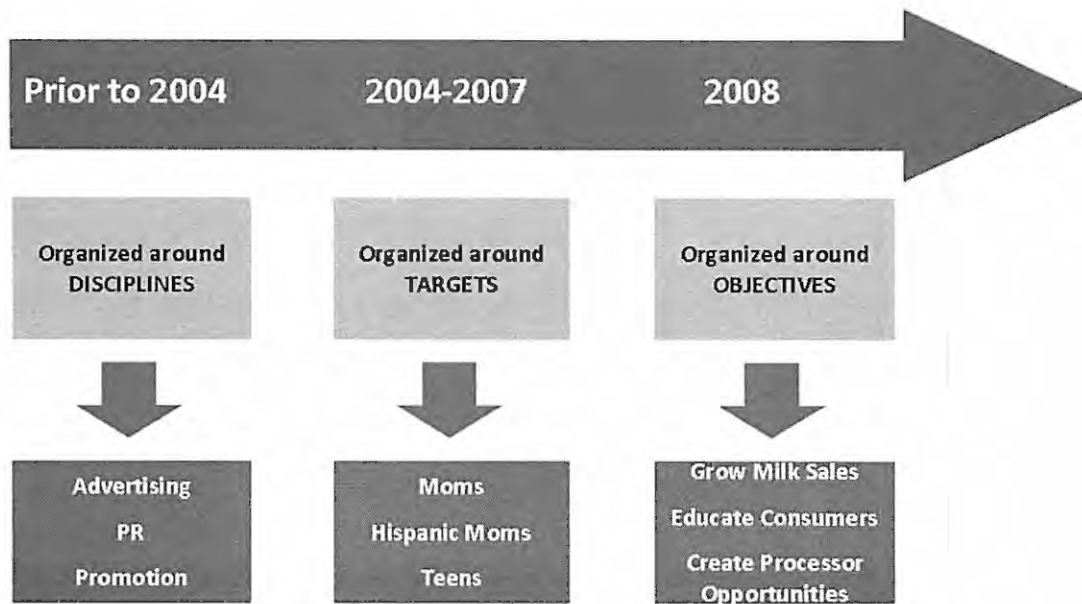 Prior to 2004
2004-2007
2008
Organized around
DISCIPLINES
Organized around
TARGETS
Organized around
OBJECTIVES
Advertising
PR
Promotion
Moms
Hispanic Moms
Teens
Grow Milk Sales
Educate Consumers
Create Processor
Opportunities